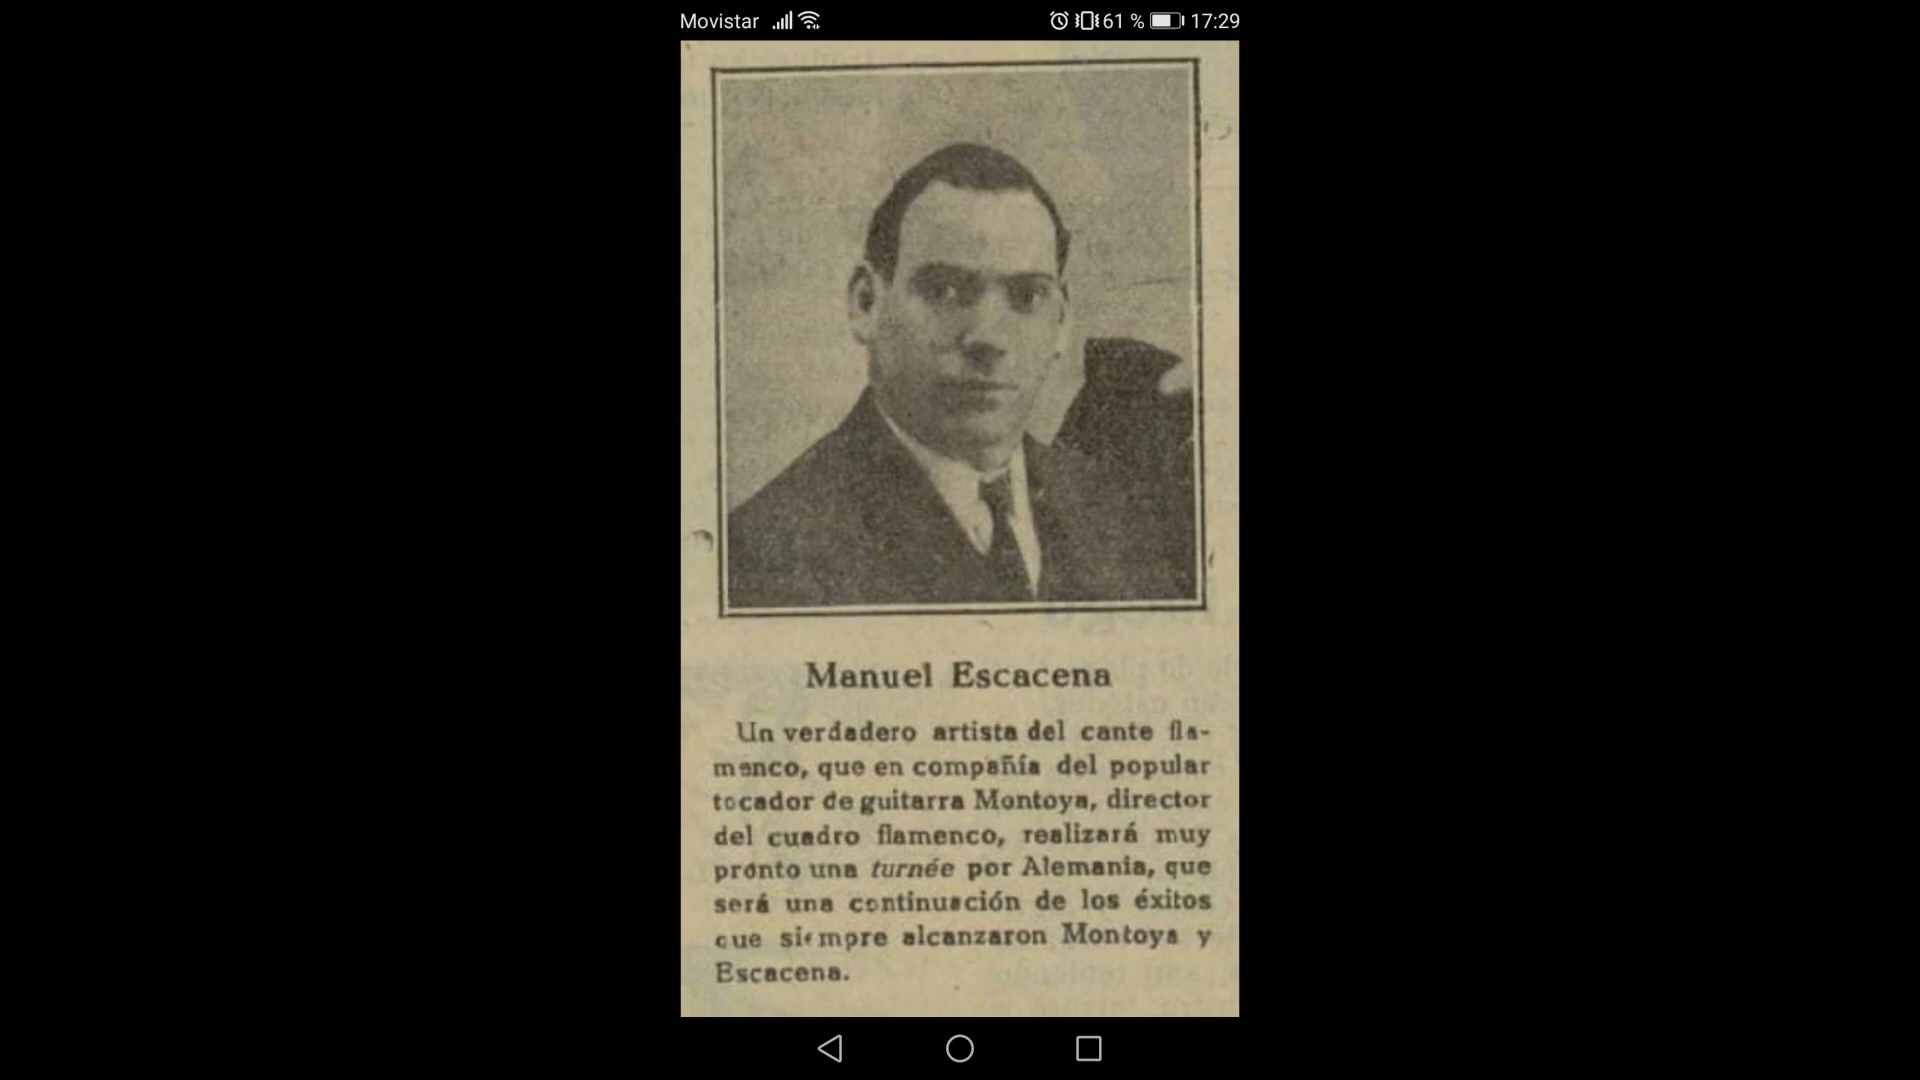 Movistar 61 % 17:29
Manuel Escacena
Un verdadero artista del cante fla-
menco, que en compañía del popular
tocador de guitarra Montoya, director
del cuadro flamenco, realizará muy
pronto una turnée por Alemania, que
será una continuación de los éxitos
que siempre alcanzaron Montoya y
Escacena.